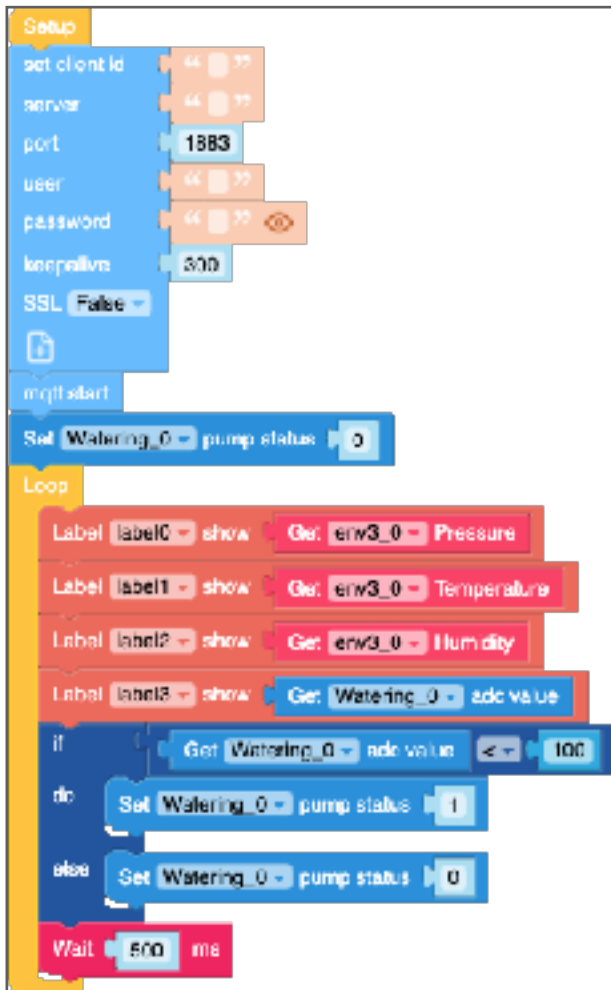 Setup
set client id “ ”
server “ ”
port 1883
user “ ”
password “ ”
keepalive 300
SSL False
mqtt start
Set Watering_0 pump status 0
Loop
Label label0 show Get env3_0 Pressure
Label label1 show Get env3_0 Temperature
Label label2 show Get env3_0 Humidity
Label label3 show Get Watering_0 adc value
if Get Watering_0 adc value < 100
do Set Watering_0 pump status 1
else Set Watering_0 pump status 0
Wait 500 ms